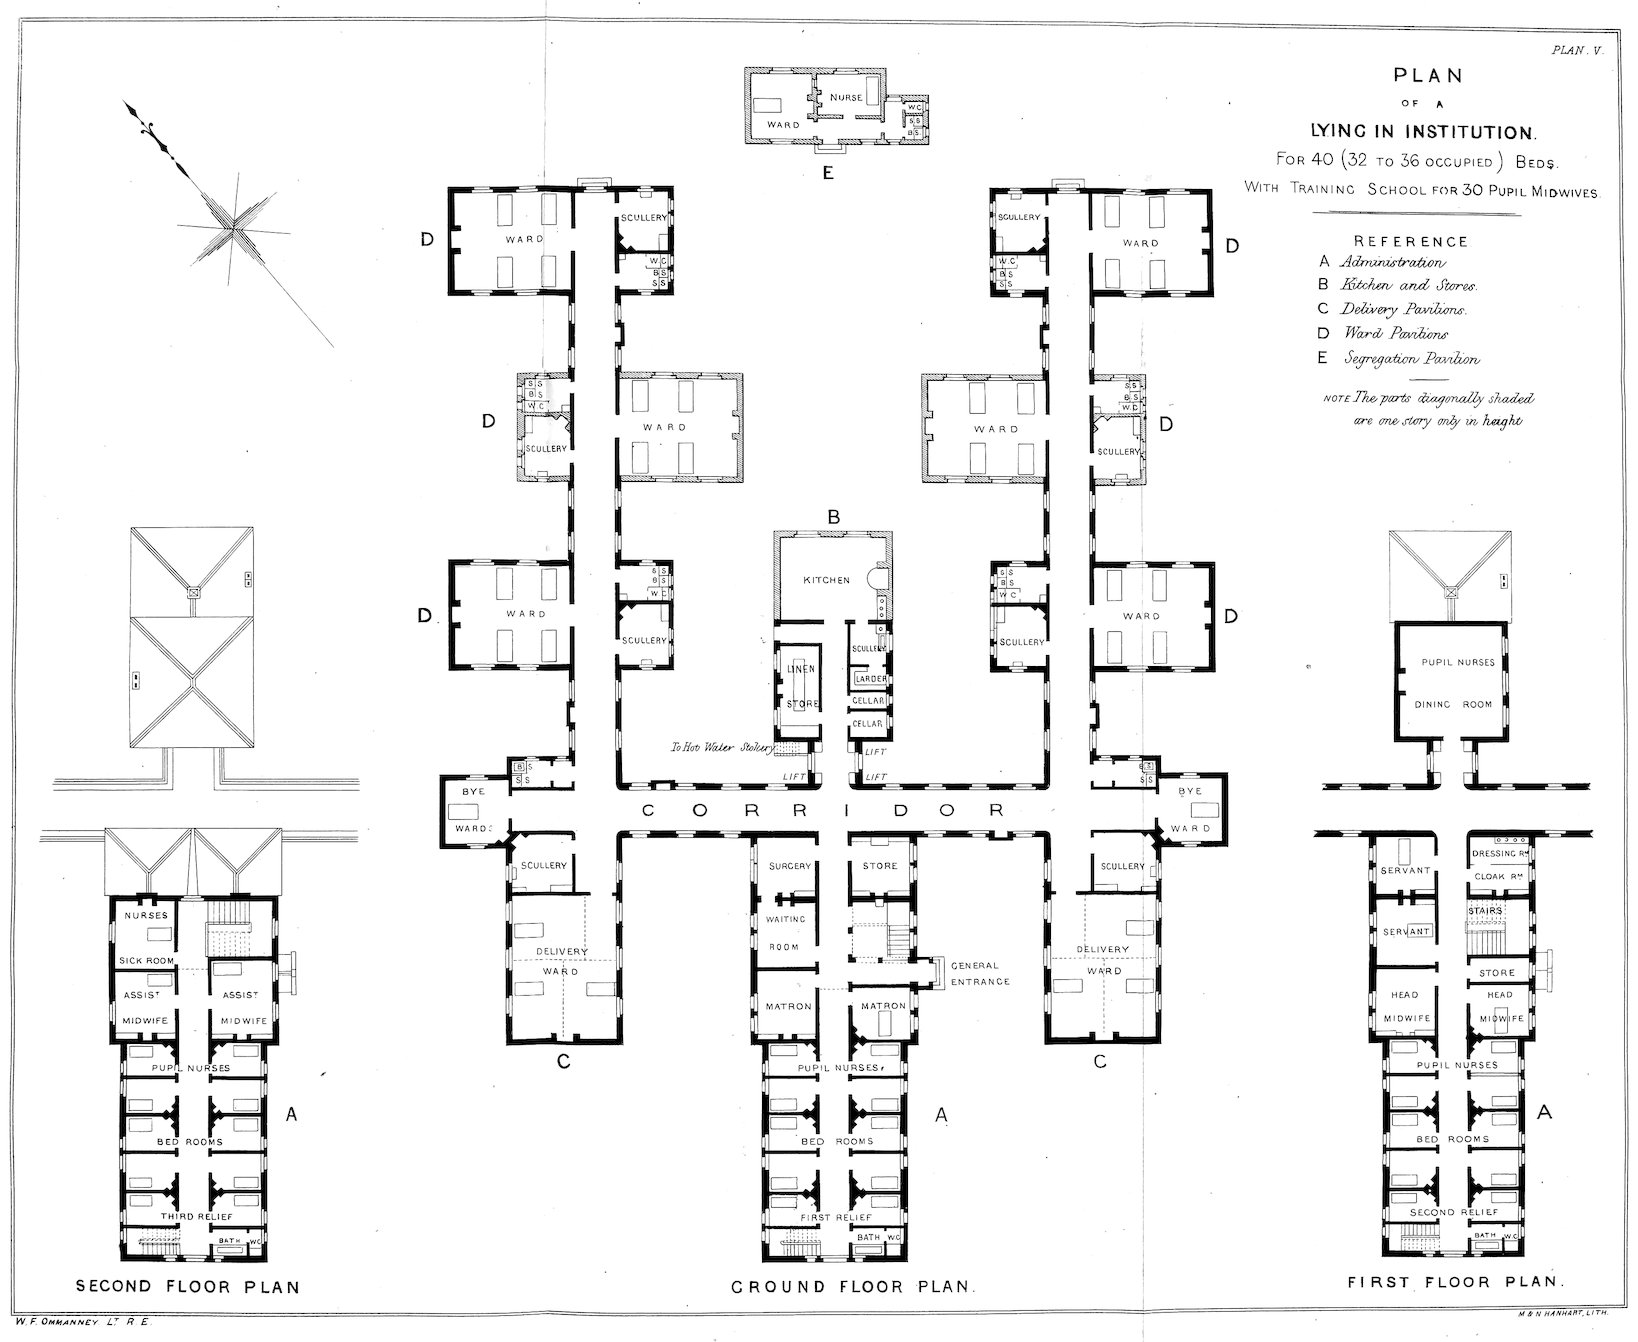 PLAN. V.
PLAN
OF A
LYING IN INSTITUTION.
FOR 40 (32 TO 36 OCCUPIED) BEDS.
WITH TRAINING SCHOOL FOR 30 PUPIL MIDWIVES.
REFERENCE
A Administration
B Kitchen and Stores.
C Delivery Pavilions.
D Ward Pavilions
E Segregation Pavilion
NOTE The parts diagonally shaded
are one story only in height
WARD
NURSE
W.C
S S
B S.
E
D
WARD
SCULLERY
W.C
B S
S S
SCULLERY
W.C
B S
S S
WARD
D
D
S S
B S
W C
SCULLERY
WARD
WARD
S S
B S
W C
SCULLERY
D
D
WARD
S S
B S
W C
SCULLERY
S S
B S
W C
SCULLERY
WARD
D
B
KITCHEN
SCULLERY
LARDER
LINEN
STORE
CELLAR
CELLAR
To Hot Water Stokery
LIFT
LIFT
LIFT
CORRIDOR
B S
S S
BYE
WARD
SCULLERY
DELIVERY
WARD
C
B S
S S
BYE
WARD
SCULLERY
DELIVERY
WARD
C
SURGERY
STORE
WAITING
ROOM
GENERAL
ENTRANCE
MATRON
MATRON
PUPIL NURSES
BED ROOMS
FIRST RELIEF
BATH
W C
A
GROUND FLOOR PLAN.
NURSES
SICK ROOM
ASSIST
MIDWIFE
ASSIST
MIDWIFE
PUPIL NURSES
BED ROOMS
THIRD RELIEF
BATH
W C
A
SECOND FLOOR PLAN
PUPIL NURSES
DINING ROOM
SERVANT
DRESSING RM
CLOAK RM
SERVANT
STAIRS
STORE
HEAD
MIDWIFE
HEAD
MIDWIFE
PUPIL NURSES
BED ROOMS
SECOND RELIEF
BATH
W C
A
FIRST FLOOR PLAN.
W. F. OMMANNEY LT R. E.
M & N HANHART, LITH.